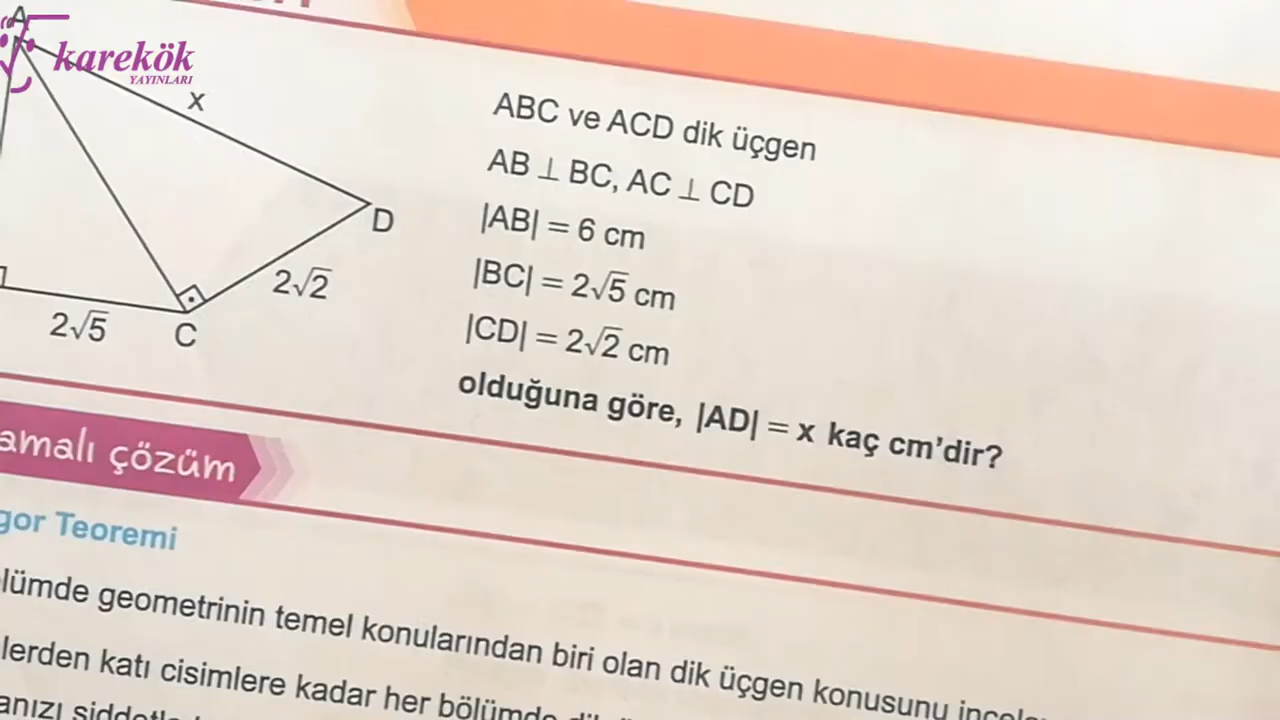 A
karekök
YAYINLARI
x
D
2√2
2√5
C
ABC ve ACD dik üçgen
AB ⊥ BC, AC ⊥ CD
|AB| = 6 cm
|BC| = 2√5 cm
|CD| = 2√2 cm
olduğuna göre, |AD| = x kaç cm'dir?
amalı çözüm
gor Teoremi
lümde geometrinin temel konularından biri olan dik üçgen konusunu
lerden katı cisimlere kadar her bölümde
anızı